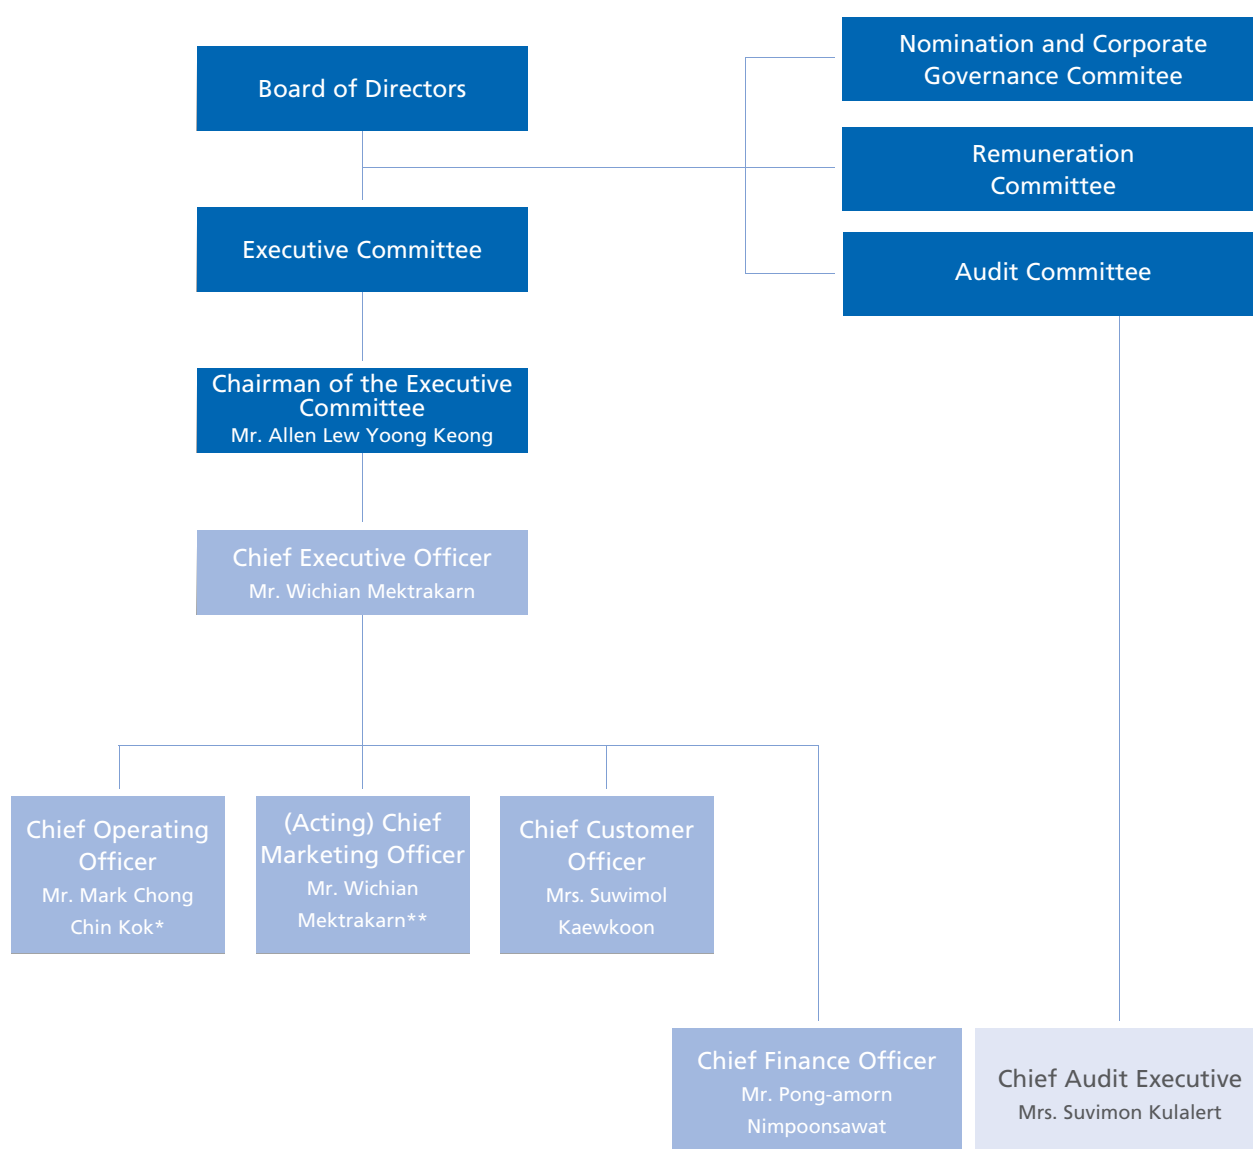 Board of Directors
Nomination and Corporate
Governance Commitee
Remuneration
Committee
Executive Committee
Audit Committee
Chairman of the Executive
Committee
Mr. Allen Lew Yoong Keong
Chief Executive Officer
Mr. Wichian Mektrakarn
Chief Operating
Officer
Mr. Mark Chong
Chin Kok*
(Acting) Chief
Marketing Officer
Mr. Wichian
Mektrakarn**
Chief Customer
Officer
Mrs. Suwimol
Kaewkoon
Chief Finance Officer
Mr. Pong-amorn
Nimpoonsawat
Chief Audit Executive
Mrs. Suvimon Kulalert